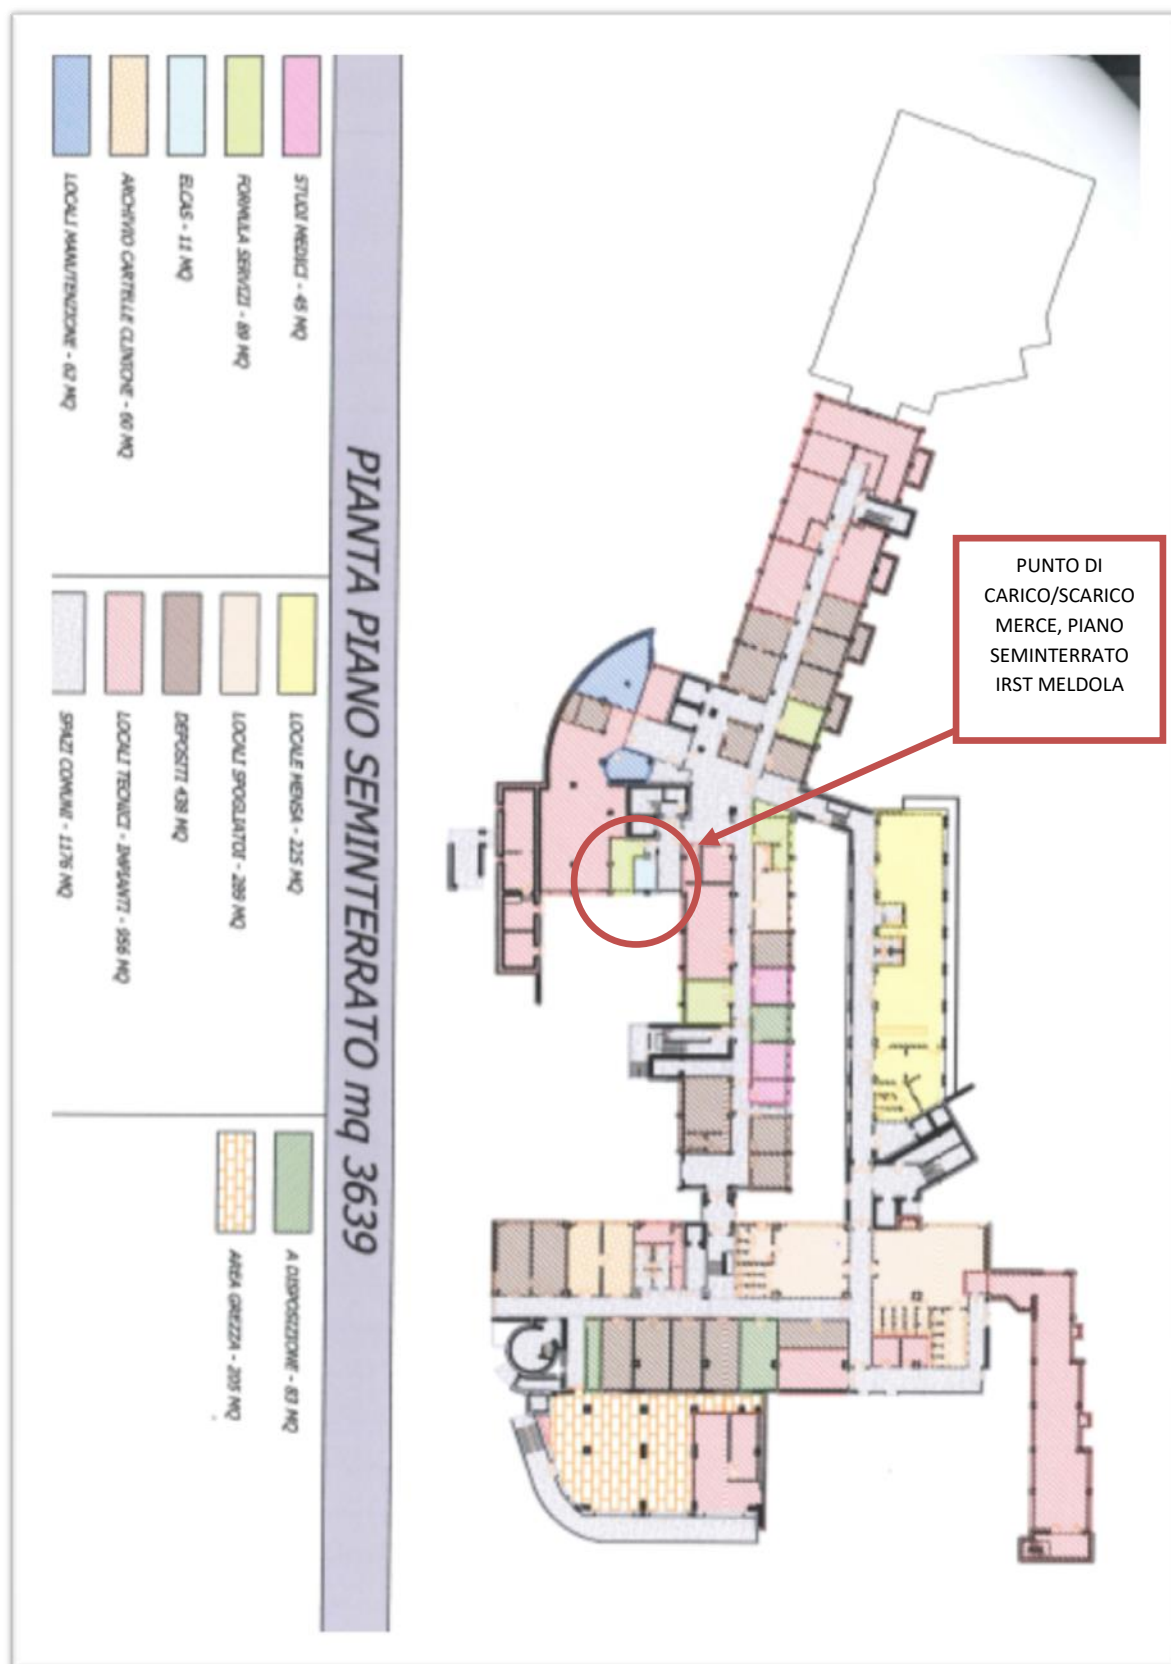 PIANTA PIANO SEMINTERRATO mq 3639
STUDI MEDICI - 45 MQ
FORMULA SERVIZI - 89 MQ
ELCAS - 11 MQ
ARCHIVIO CARTELLE CLINICHE - 60 MQ
LOCALI MANUTENZIONE - 62 MQ
LOCALE MENSA - 225 MQ
LOCALI SPOGLIATOI - 289 MQ
DEPOSITI 439 MQ
LOCALI TECNICI - IMPIANTI - 956 MQ
SPAZI COMUNI - 1176 MQ
A DISPOSIZIONE - 83 MQ
AREA GREZZA - 205 MQ
PUNTO DI
CARICO/SCARICO
MERCE, PIANO
SEMINTERRATO
IRST MELDOLA